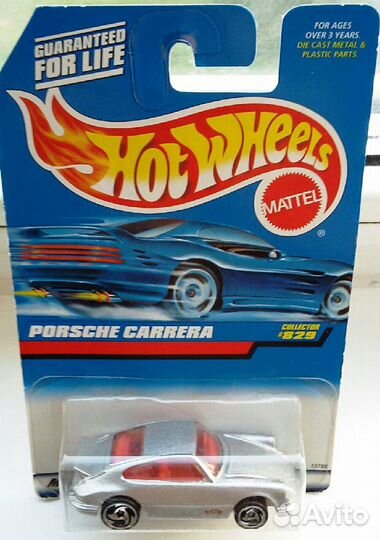 GUARANTEED
FOR LIFE
FOR AGES
OVER 3 YEARS.
DIE CAST METAL &
PLASTIC PARTS.
HOT WHEELS
MATTEL
®
PORSCHE CARRERA
COLLECTOR
#829
15788
Avito